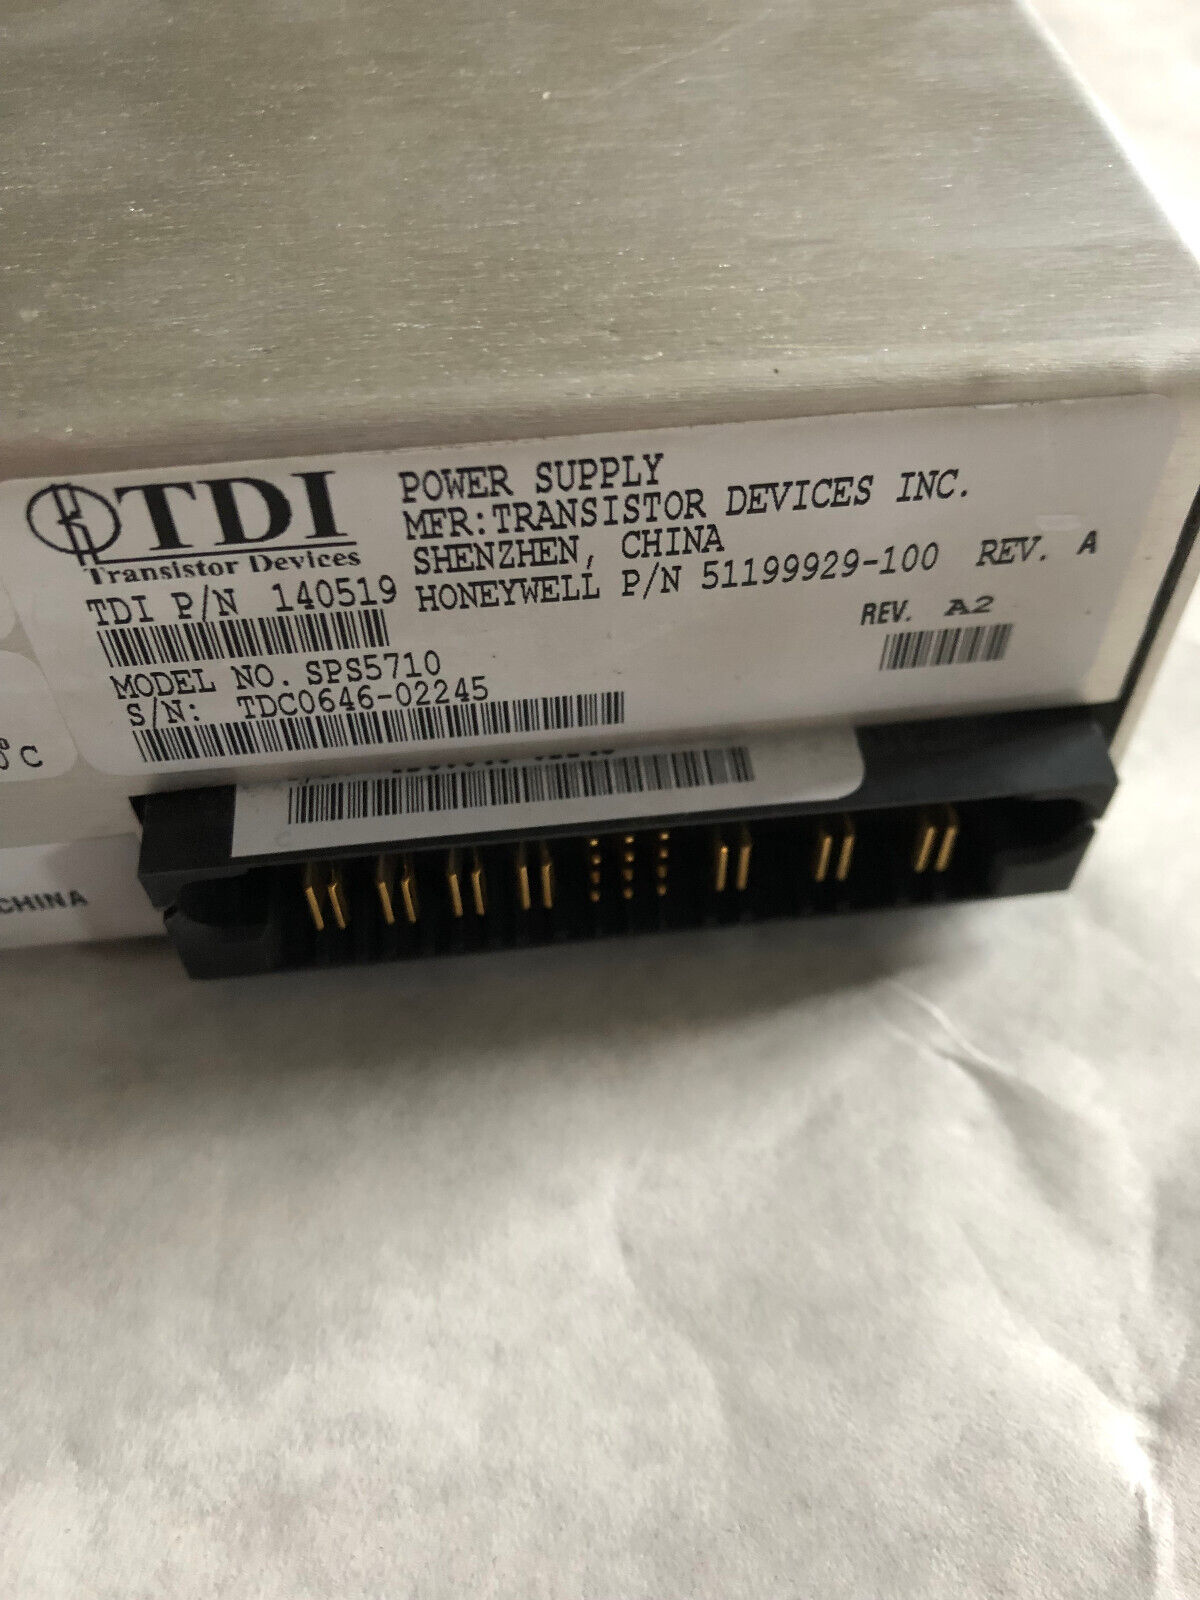 TDI
Transistor Devices
POWER SUPPLY
MFR:TRANSISTOR DEVICES INC.
SHENZHEN, CHINA
HONEYWELL P/N 51199929-100 REV. A
TDI P/N 140519
REV. A2
MODEL NO. SPS5710
S/N: TDC0646-02245
°C
CHINA